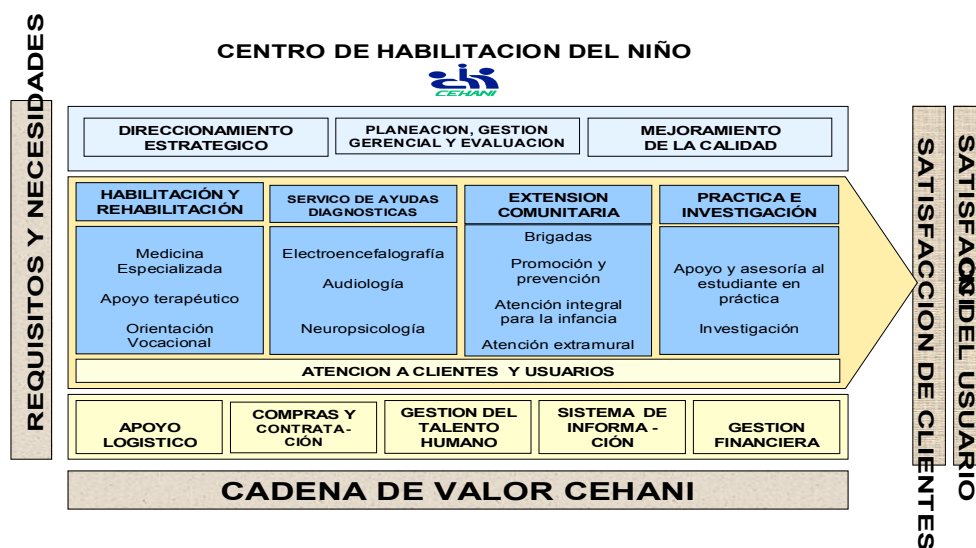 CENTRO DE HABILITACION DEL NIÑO
CEHANI
REQUISITOS Y NECESIDADES
DIRECCIONAMIENTO
ESTRATEGICO
PLANEACION, GESTION
GERENCIAL Y EVALUACION
MEJORAMIENTO
DE LA CALIDAD
HABILITACIÓN Y
REHABILITACIÓN
Medicina
Especializada
Apoyo terapéutico
Orientación
Vocacional
SERVICO DE AYUDAS
DIAGNOSTICAS
Electroencefalografía
Audiología
Neuropsicología
EXTENSION
COMUNITARIA
Brigadas
Promoción y
prevención
Atención integral
para la infancia
Atención extramural
PRACTICA E
INVESTIGACIÓN
Apoyo y asesoría al
estudiante en
práctica
Investigación
ATENCION A CLIENTES Y USUARIOS
APOYO
LOGISTICO
COMPRAS Y
CONTRATA-
CIÓN
GESTION DEL
TALENTO
HUMANO
SISTEMA DE
INFORMA -
CIÓN
GESTION
FINANCIERA
CADENA DE VALOR CEHANI
SATISFACCION DE CLIENTES
DEL USUARIO